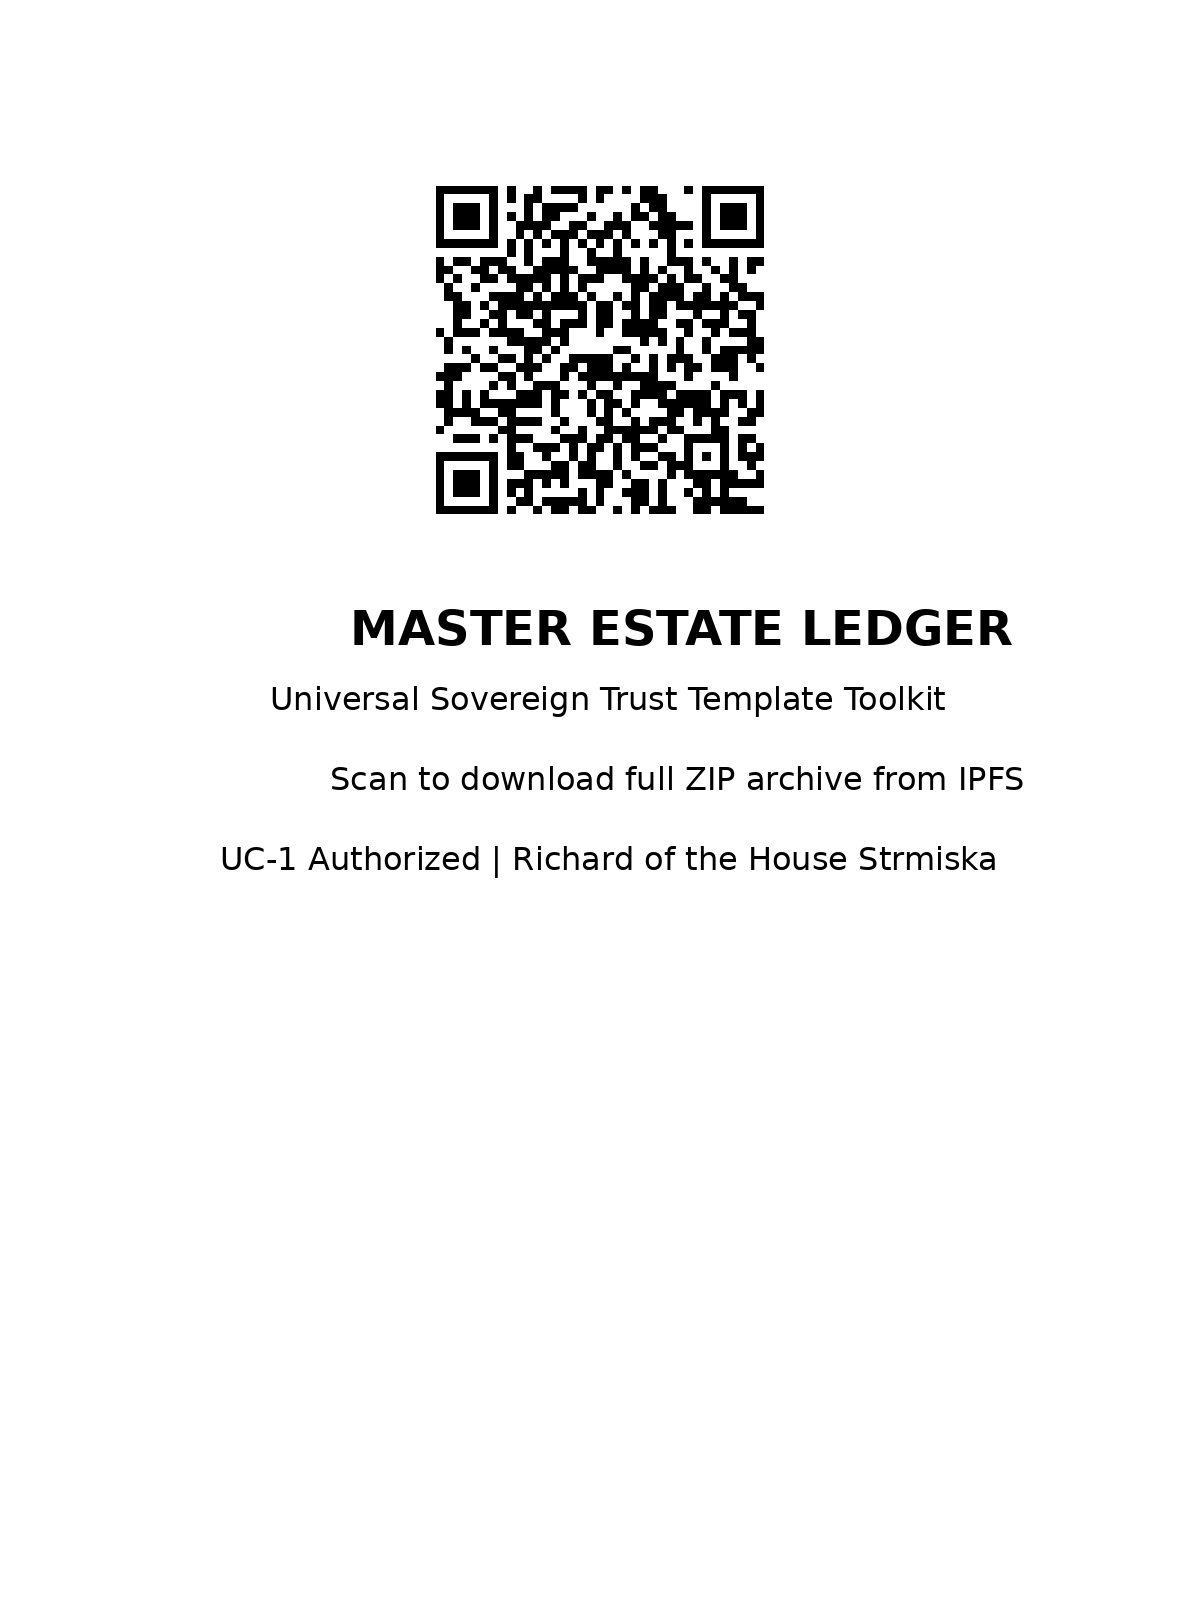 MASTER ESTATE LEDGER
Universal Sovereign Trust Template Toolkit
Scan to download full ZIP archive from IPFS
UC-1 Authorized | Richard of the House Strmiska